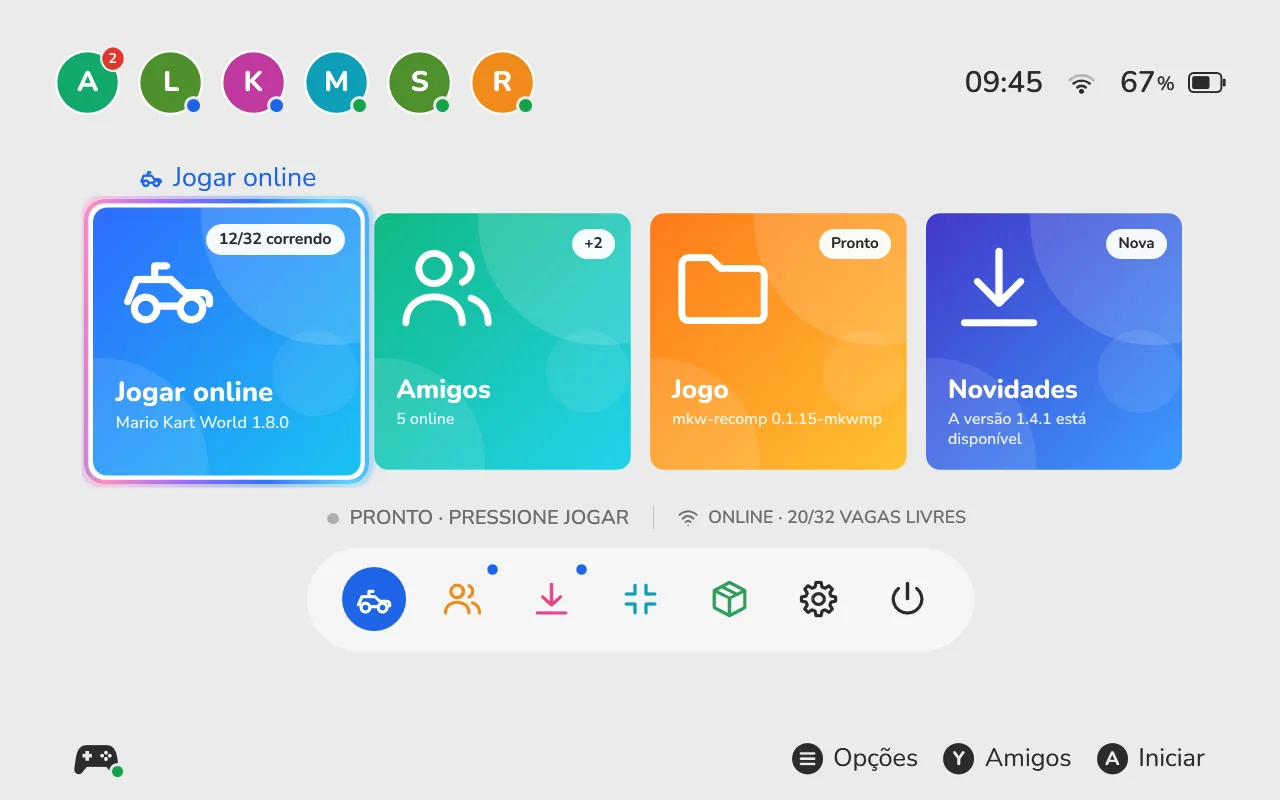 A 2 L K M S R
09:45 67%
Jogar online
12/32 correndo
Jogar online
Mario Kart World 1.8.0
+2
Amigos
5 online
Pronto
Jogo
mkw-recomp 0.1.15-mkwmp
Nova
Novidades
A versão 1.4.1 está
disponível
PRONTO · PRESSIONE JOGAR
ONLINE · 20/32 VAGAS LIVRES
Opções Y Amigos A Iniciar